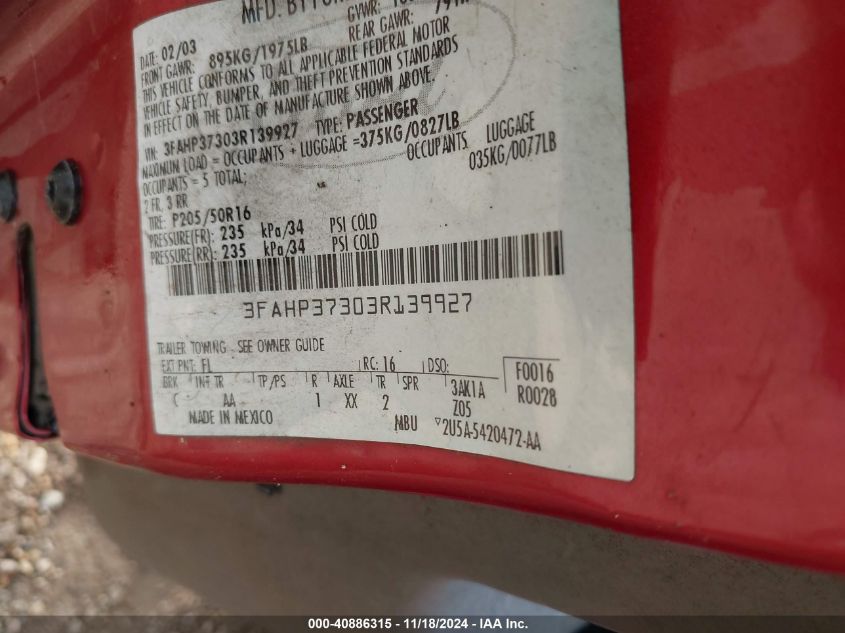 MFD. BY FOR
DATE: 02/03 GVWR:
FRONT GAWR: 895KG/1975LB REAR GAWR:
THIS VEHICLE CONFORMS TO ALL APPLICABLE FEDERAL MOTOR
VEHICLE SAFETY, BUMPER, AND THEFT PREVENTION STANDARDS
IN EFFECT ON THE DATE OF MANUFACTURE SHOWN ABOVE.
VIN: 3FAHP37303R139927 TYPE: PASSENGER
MAXIMUM LOAD = OCCUPANTS + LUGGAGE =375KG/0827LB
OCCUPANTS = 5 TOTAL; OCCUPANTS LUGGAGE
2 FR, 3 RR 035KG/0077LB
TIRE: P205/50R16
PRESSURE(FR): 235 kPa/34 PSI COLD
PRESSURE(RR): 235 kPa/34 PSI COLD
3FAHP37303R139927
TRAILER TOWING - SEE OWNER GUIDE
EXT PNT: FL RC: 16 DSO: F0016
BRK INT TR TP/PS R AXLE TR SPR 3AK1A R0028
C AA 1 XX 2 Z05
MADE IN MEXICO MBU ▽2U5A-5420472-AA
000-40886315 - 11/18/2024 - IAA Inc.